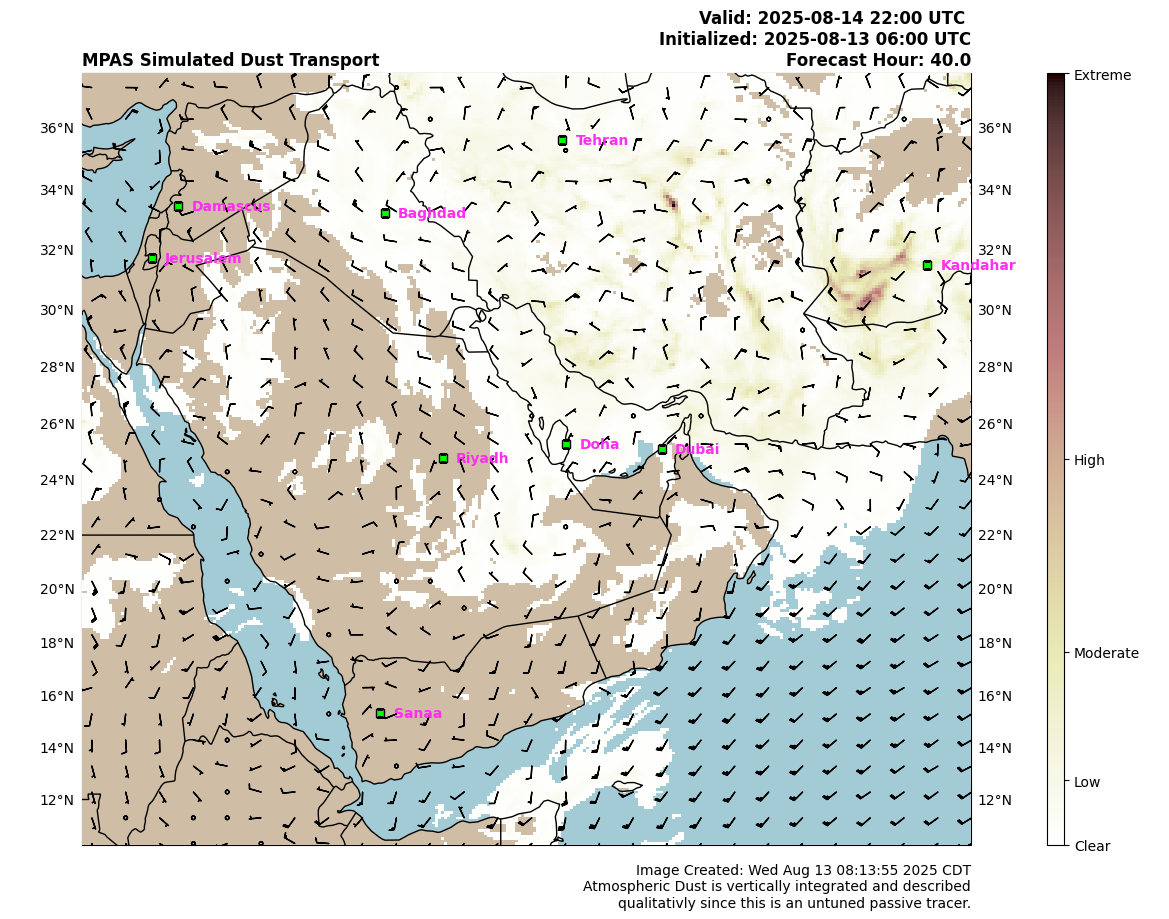 Valid: 2025-08-14 22:00 UTC
Initialized: 2025-08-13 06:00 UTC
MPAS Simulated Dust Transport Forecast Hour: 40.0
Extreme
36°N 36°N
Tehran
34°N 34°N
Damascus
Baghdad
32°N 32°N
Jerusalem
Kandahar
30°N 30°N
28°N 28°N
26°N 26°N
Doha
Dubai
Riyadh
High
24°N 24°N
22°N 22°N
20°N 20°N
18°N 18°N
Moderate
16°N 16°N
Sanaa
14°N 14°N
Low
12°N 12°N
Clear
Image Created: Wed Aug 13 08:13:55 2025 CDT
Atmospheric Dust is vertically integrated and described
qualitativly since this is an untuned passive tracer.